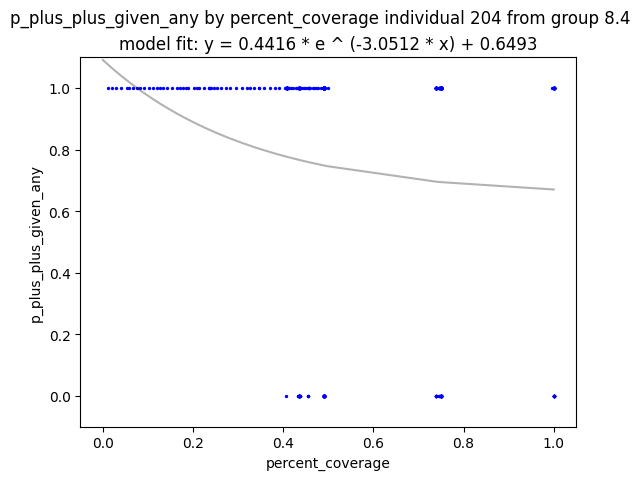 p_plus_plus_given_any by percent_coverage individual 204 from group 8.4
model fit: y = 0.4416 * e ^ (-3.0512 * x) + 0.6493
1.0
0.8
0.6
0.4
0.2
0.0
p_plus_plus_given_any
0.0 0.2 0.4 0.6 0.8 1.0
percent_coverage